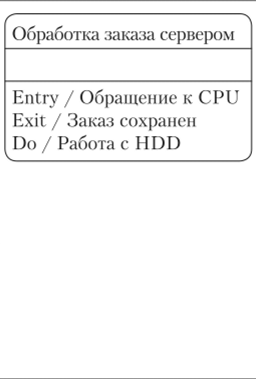 Обработка заказа сервером
Entry / Обращение к CPU
Exit / Заказ сохранен
Do / Работа с HDD